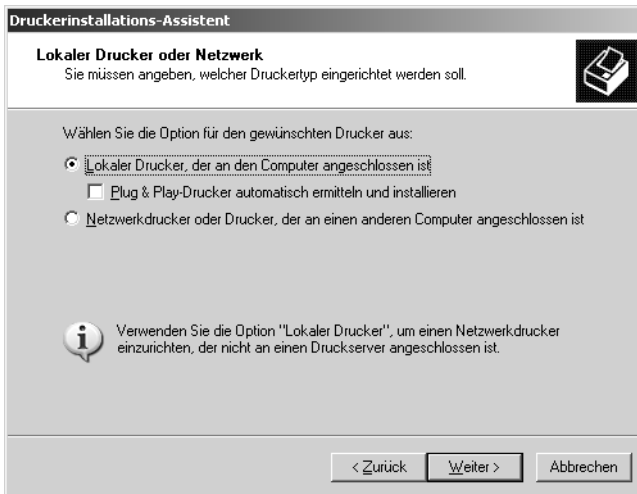 Druckerinstallations-Assistent
Lokaler Drucker oder Netzwerk
Sie müssen angeben, welcher Druckertyp eingerichtet werden soll.
Wählen Sie die Option für den gewünschten Drucker aus:
Lokaler Drucker, der an den Computer angeschlossen ist
Plug & Play-Drucker automatisch ermitteln und installieren
Netzwerkdrucker oder Drucker, der an einen anderen Computer angeschlossen ist
Verwenden Sie die Option "Lokaler Drucker", um einen Netzwerkdrucker
einzurichten, der nicht an einen Druckserver angeschlossen ist.
< Zurück Weiter > Abbrechen